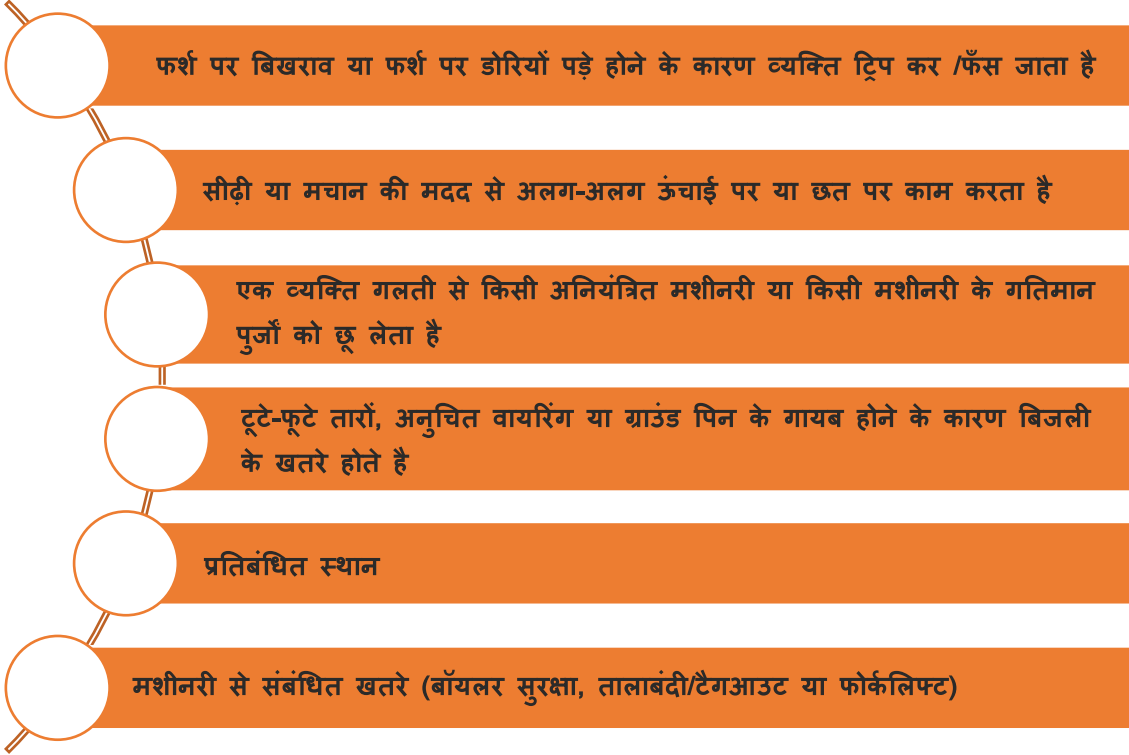 फर्श पर बिखराव या फर्श पर डोरियों पड़े होने के कारण व्यक्ति ट्रिप कर /फँस जाता है
सीढ़ी या मचान की मदद से अलग-अलग ऊंचाई पर या छत पर काम करता है
एक व्यक्ति गलती से किसी अनियंत्रित मशीनरी या किसी मशीनरी के गतिमान
पुर्जों को छू लेता है
टूटे-फूटे तारों, अनुचित वायरिंग या ग्राउंड पिन के गायब होने के कारण बिजली
के खतरे होते है
प्रतिबंधित स्थान
मशीनरी से संबंधित खतरे (बॉयलर सुरक्षा, तालाबंदी/टैगआउट या फोर्कलिफ्ट)